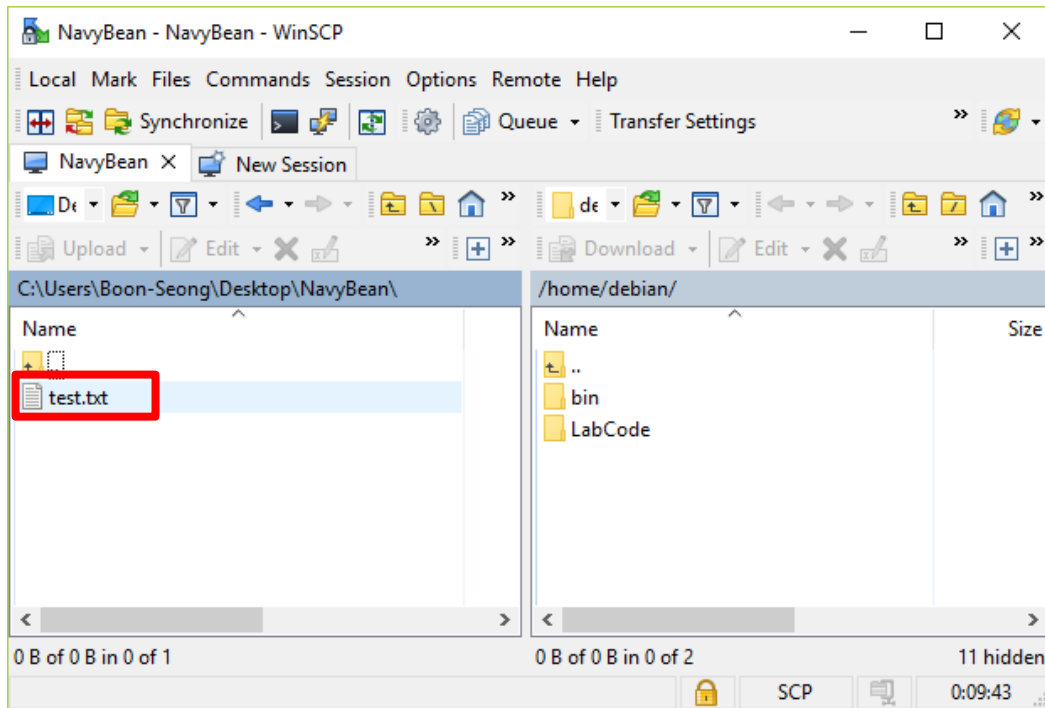 NavyBean - NavyBean - WinSCP
Local Mark Files Commands Session Options Remote Help
Synchronize Queue Transfer Settings »
NavyBean New Session
De » de »
Upload Edit » » Download Edit » »
C:\Users\Boon-Seong\Desktop\NavyBean\ /home/debian/
Name Name Size
.. ..
test.txt bin
LabCode
0 B of 0 B in 0 of 1 0 B of 0 B in 0 of 2 11 hidden
SCP 0:09:43